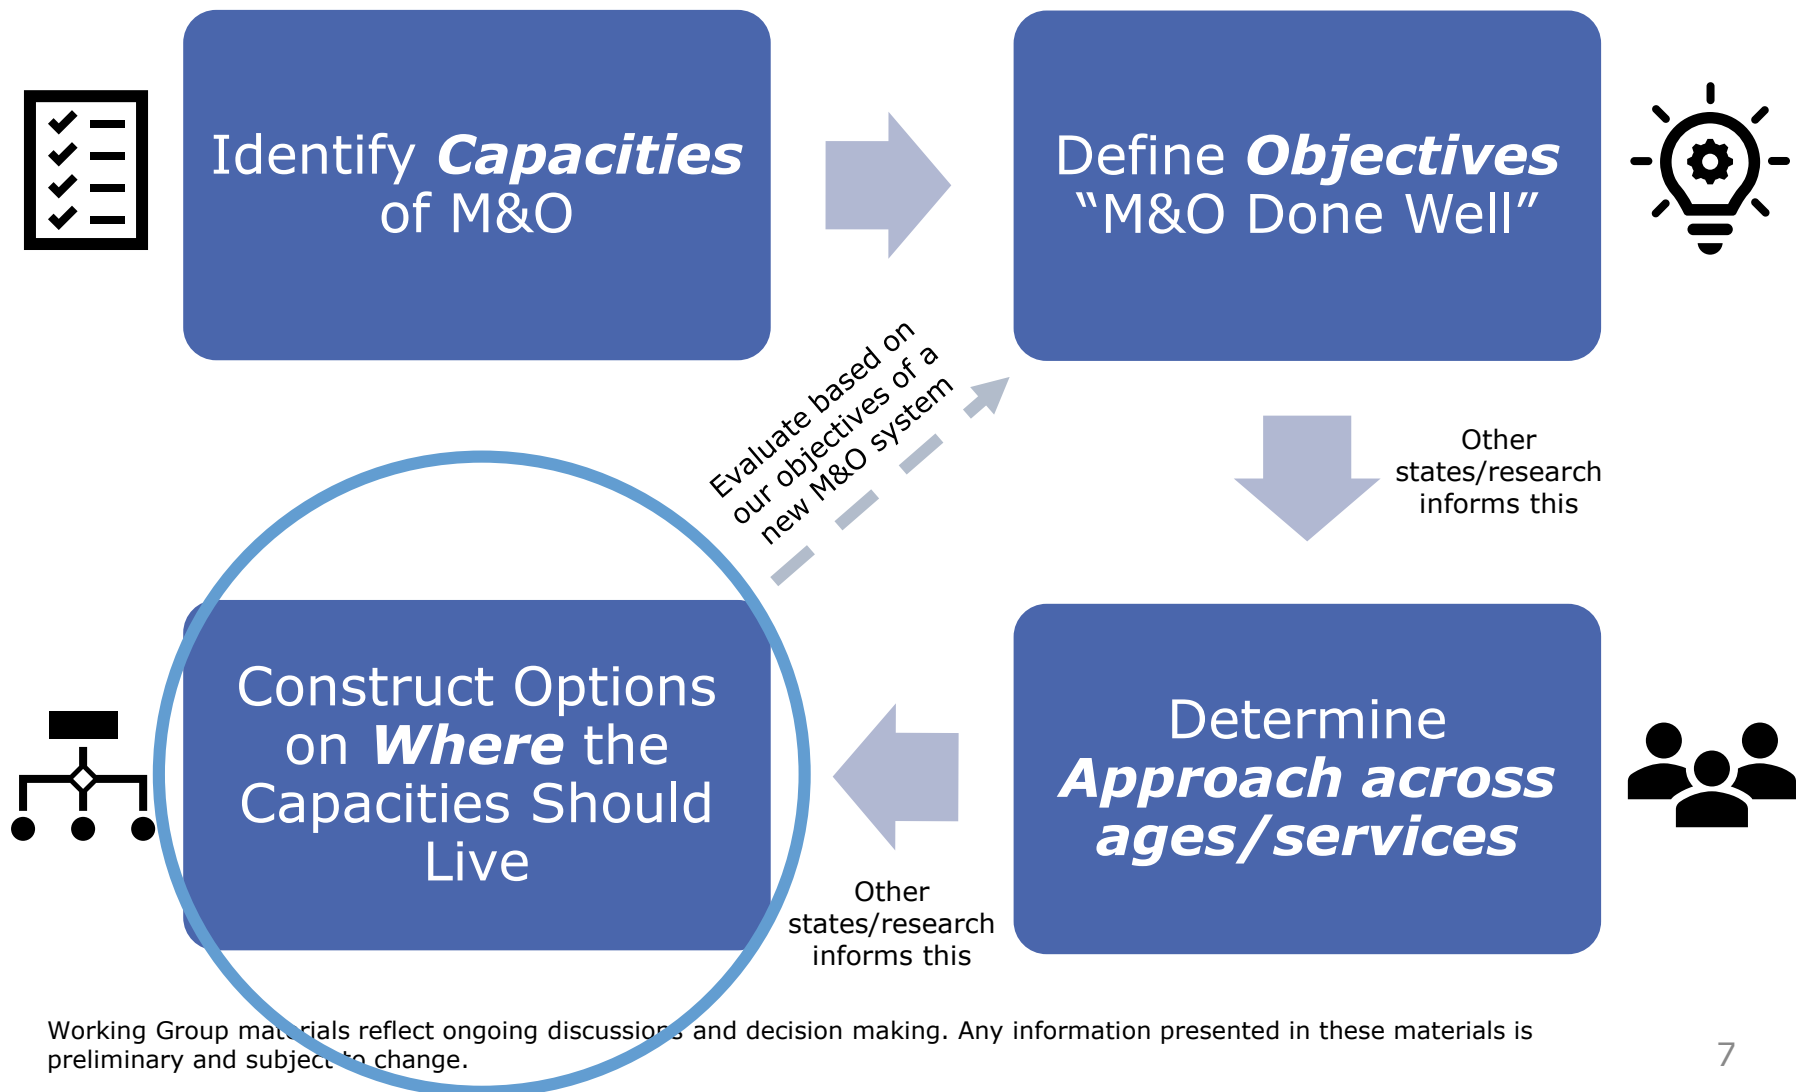 Identify Capacities
of M&O
Define Objectives
“M&O Done Well”
Other
states/research
informs this
Determine
Approach across
ages/services
Other
states/research
informs this
Construct Options
on Where the
Capacities Should
Live
Evaluate based on
our objectives of a
new M&O system
Working Group materials reflect ongoing discussions and decision making. Any information presented in these materials is
preliminary and subject to change.
7